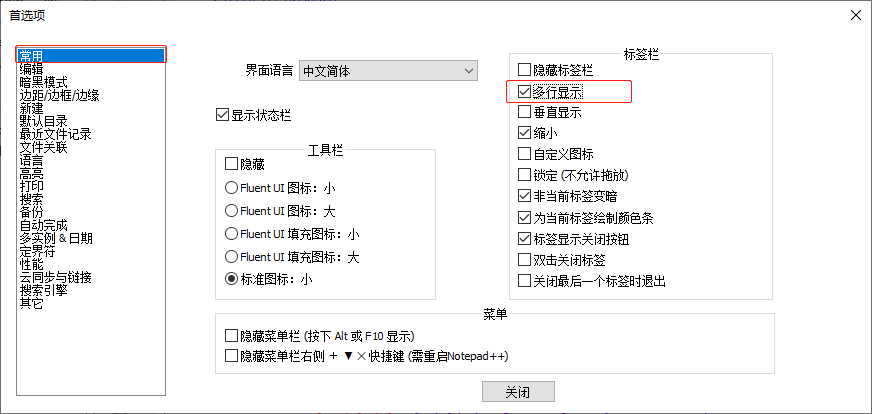 首选项
常用
编辑
暗黑模式
边距/边框/边缘
新建
默认目录
最近文件记录
文件关联
语言
高亮
打印
搜索
备份
自动完成
多实例 & 日期
定界符
性能
云同步与链接
搜索引擎
其它
界面语言 中文简体
显示状态栏
工具栏
隐藏
Fluent UI 图标：小
Fluent UI 图标：大
Fluent UI 填充图标：小
Fluent UI 填充图标：大
标准图标：小
标签栏
隐藏标签栏
多行显示
垂直显示
缩小
自定义图标
锁定 (不允许拖放)
非当前标签变暗
为当前标签绘制颜色条
标签显示关闭按钮
双击关闭标签
关闭最后一个标签时退出
菜单
隐藏菜单栏 (按下 Alt 或 F10 显示)
隐藏菜单栏右侧 ＋ ▼ ✕ 快捷键 (需重启Notepad++)
关闭